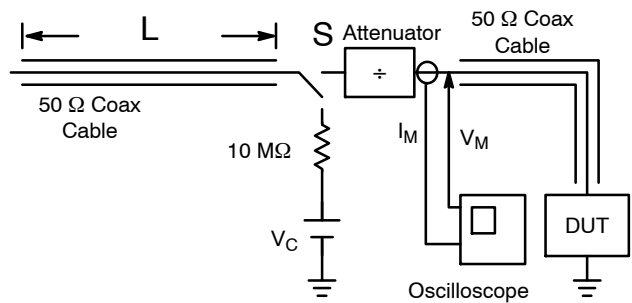 L
S
Attenuator
÷
50 Ω Coax
Cable
50 Ω Coax
Cable
10 MΩ
I_M
V_M
V_C
DUT
Oscilloscope